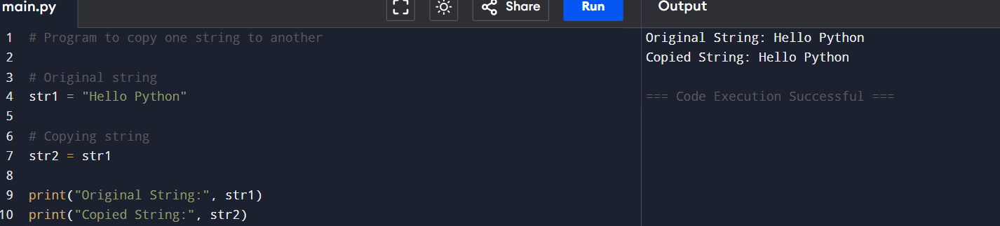 main.py Share Run Output
1 # Program to copy one string to another
2
3 # Original string
4 str1 = "Hello Python"
5
6 # Copying string
7 str2 = str1
8
9 print("Original String:", str1)
10 print("Copied String:", str2)
Original String: Hello Python
Copied String: Hello Python
=== Code Execution Successful ===